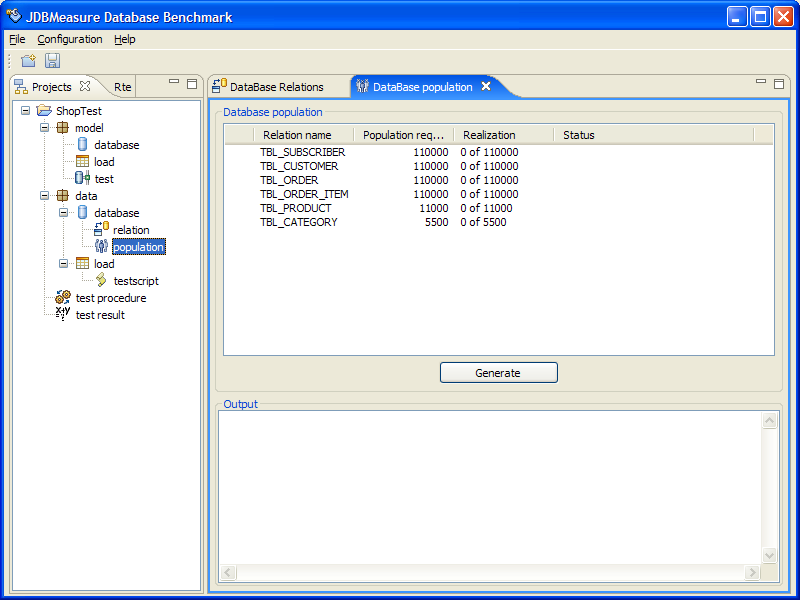 JDBMeasure Database Benchmark
File Configuration Help
Projects Rte
ShopTest
model
database
load
test
data
database
relation
population
load
testscript
test procedure
test result
DataBase Relations DataBase population
Database population
Relation name Population req... Realization Status
TBL_SUBSCRIBER 110000 0 of 110000
TBL_CUSTOMER 110000 0 of 110000
TBL_ORDER 110000 0 of 110000
TBL_ORDER_ITEM 110000 0 of 110000
TBL_PRODUCT 11000 0 of 11000
TBL_CATEGORY 5500 0 of 5500
Generate
Output